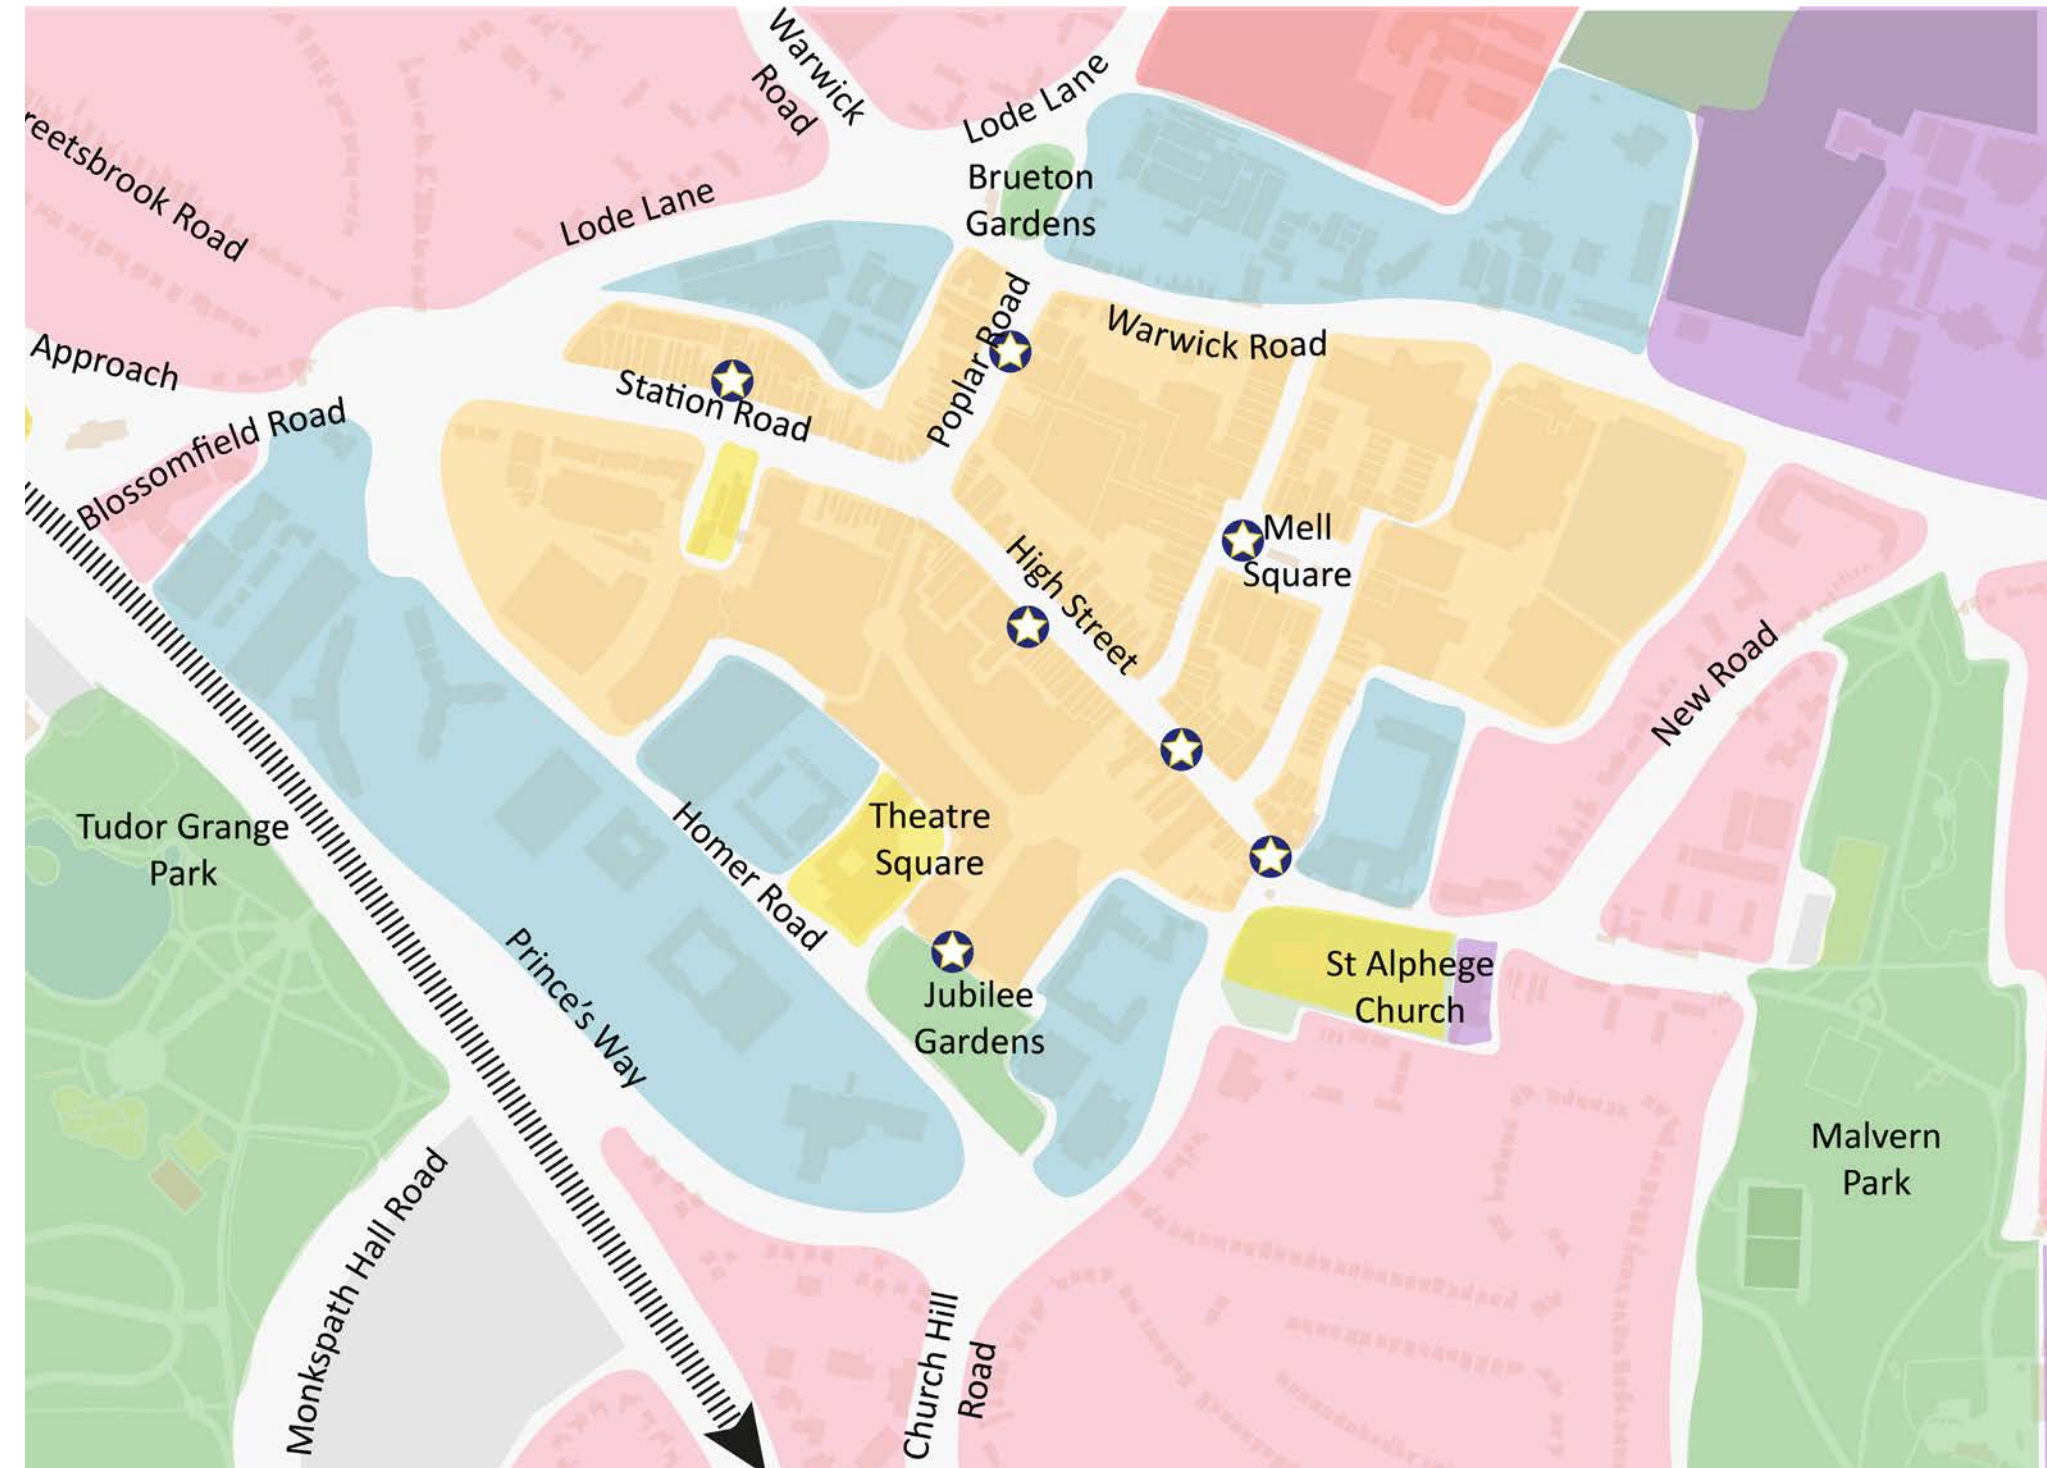 Warwick
Road
Lode Lane
reetsbrook Road
Brueton
Gardens
Lode Lane
Poplar Road
Warwick Road
Approach
Station Road
Blossomfield Road
Mell
Square
High Street
New Road
Theatre
Square
Tudor Grange
Park
Homer Road
Prince's Way
St Alphege
Church
Jubilee
Gardens
Malvern
Park
Monkspath Hall Road
Church Hill
Road